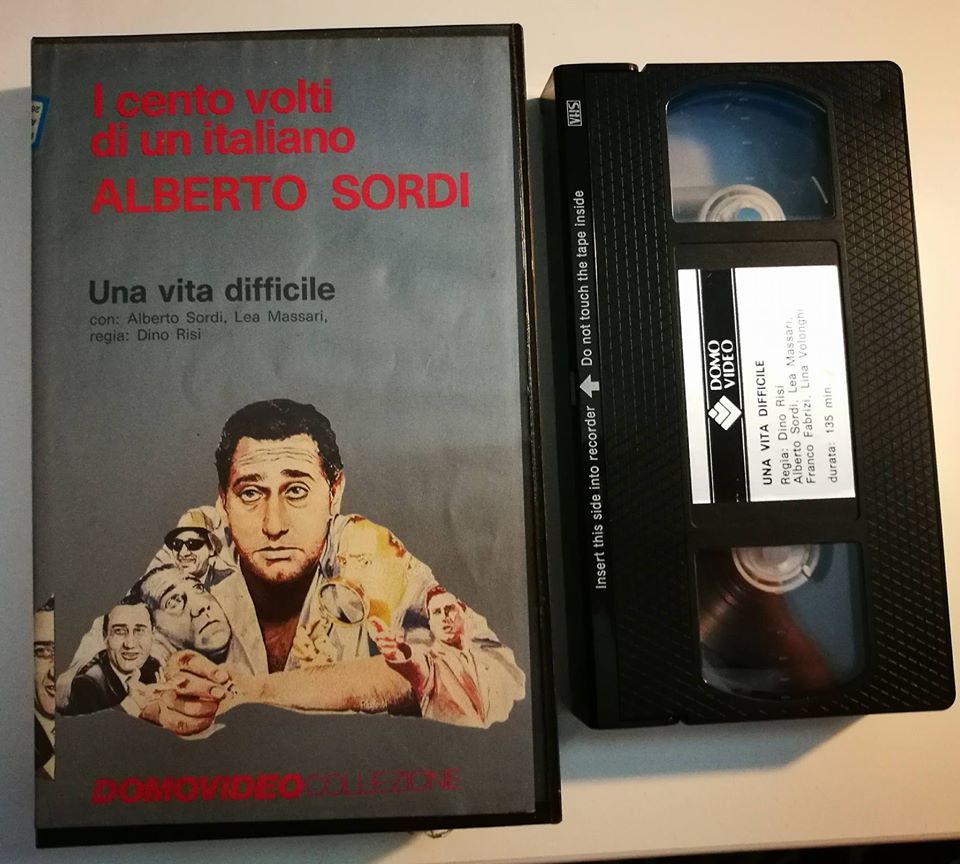 I cento volti
di un italiano
ALBERTO SORDI
Una vita difficile
con: Alberto Sordi, Lea Massari,
regia: Dino Risi
DOMOVIDEO COLLEZIONE
VHS
Insert this side into recorder Do not touch the tape inside
DOMO
VIDEO
UNA VITA DIFFICILE
Regia: Dino Risi
Alberto Sordi, Lea Massari,
Franco Fabrizi, Lina Volonghi
durata: 135 min.